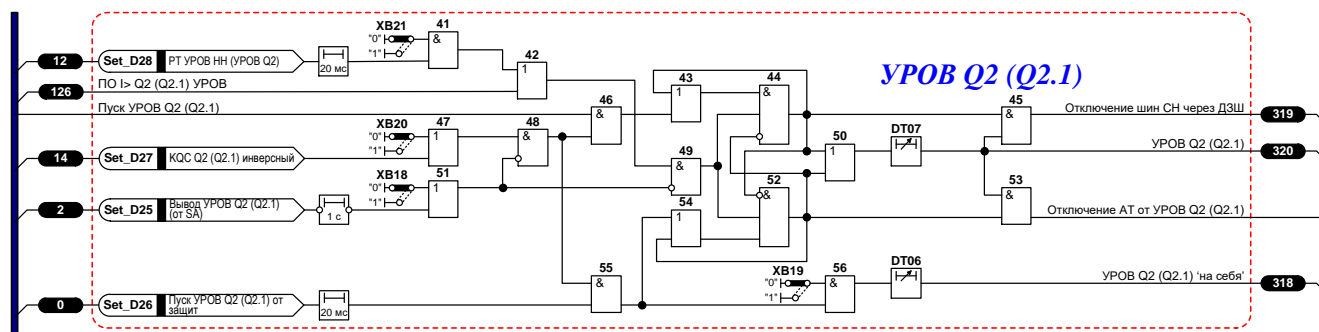 УРОВ Q2 (Q2.1)
XB21
41
"0"
&
"1"
42
12
Set_D28
РТ УРОВ НН (УРОВ Q2)
20 мс
1
43
44
126
ПО I> Q2 (Q2.1) УРОВ
1
&
45
Пуск УРОВ Q2 (Q2.1)
46
&
&
Отключение шин СН через ДЗШ
319
XB20
47
48
50
DT07
"0"
1
&
"1"
49
1
УРОВ Q2 (Q2.1)
320
14
Set_D27
KQC Q2 (Q2.1) инверсный
&
XB18
51
52
53
"0"
1
&
&
"1"
2
Set_D25
Вывод УРОВ Q2 (Q2.1)
(от SA)
1 с
54
1
Отключение АТ от УРОВ Q2 (Q2.1)
55
XB19
56
DT06
&
"0"
&
"1"
УРОВ Q2 (Q2.1) 'на себя'
318
0
Set_D26
Пуск УРОВ Q2 (Q2.1) от
защит
20 мс